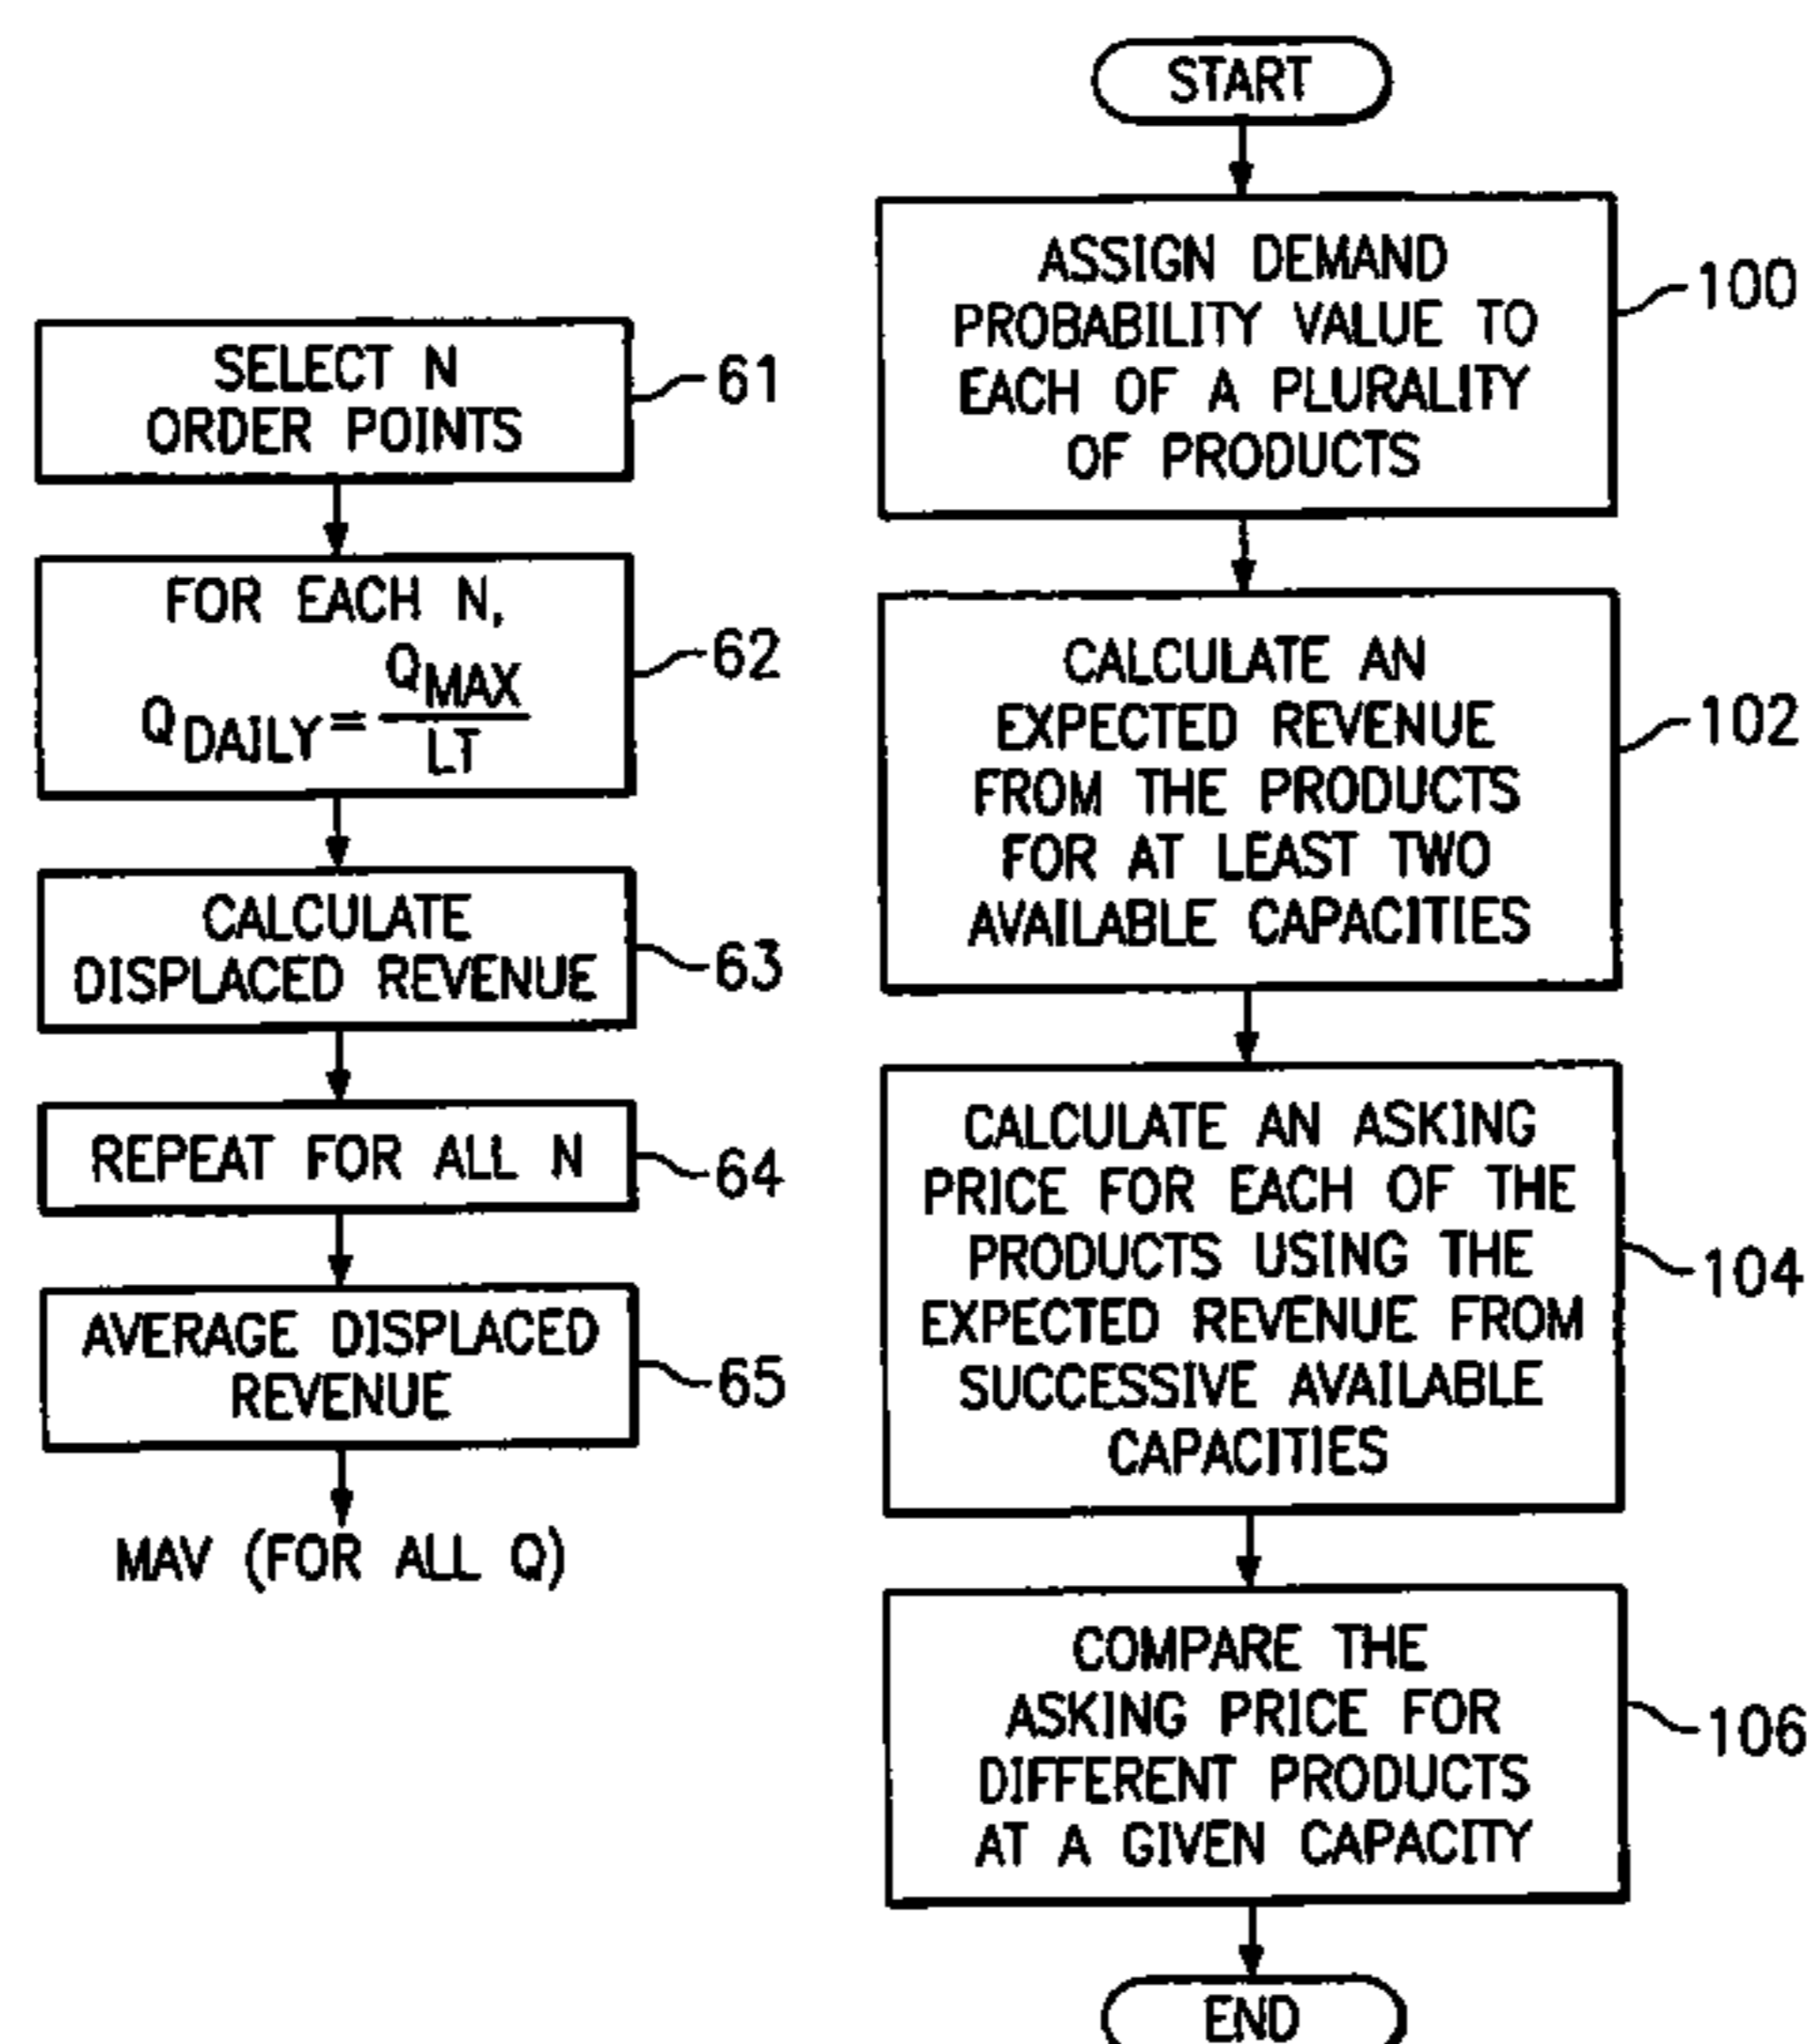 SELECT N
ORDER POINTS
61
FOR EACH N,
Q DAILY = Q MAX / LT
62
CALCULATE
DISPLACED REVENUE
63
REPEAT FOR ALL N
64
AVERAGE DISPLACED
REVENUE
65
MAV (FOR ALL Q)
START
ASSIGN DEMAND
PROBABILITY VALUE TO
EACH OF A PLURALITY
OF PRODUCTS
100
CALCULATE AN
EXPECTED REVENUE
FROM THE PRODUCTS
FOR AT LEAST TWO
AVAILABLE CAPACITIES
102
CALCULATE AN ASKING
PRICE FOR EACH OF THE
PRODUCTS USING THE
EXPECTED REVENUE FROM
SUCCESSIVE AVAILABLE
CAPACITIES
104
COMPARE THE
ASKING PRICE FOR
DIFFERENT PRODUCTS
AT A GIVEN CAPACITY
106
END